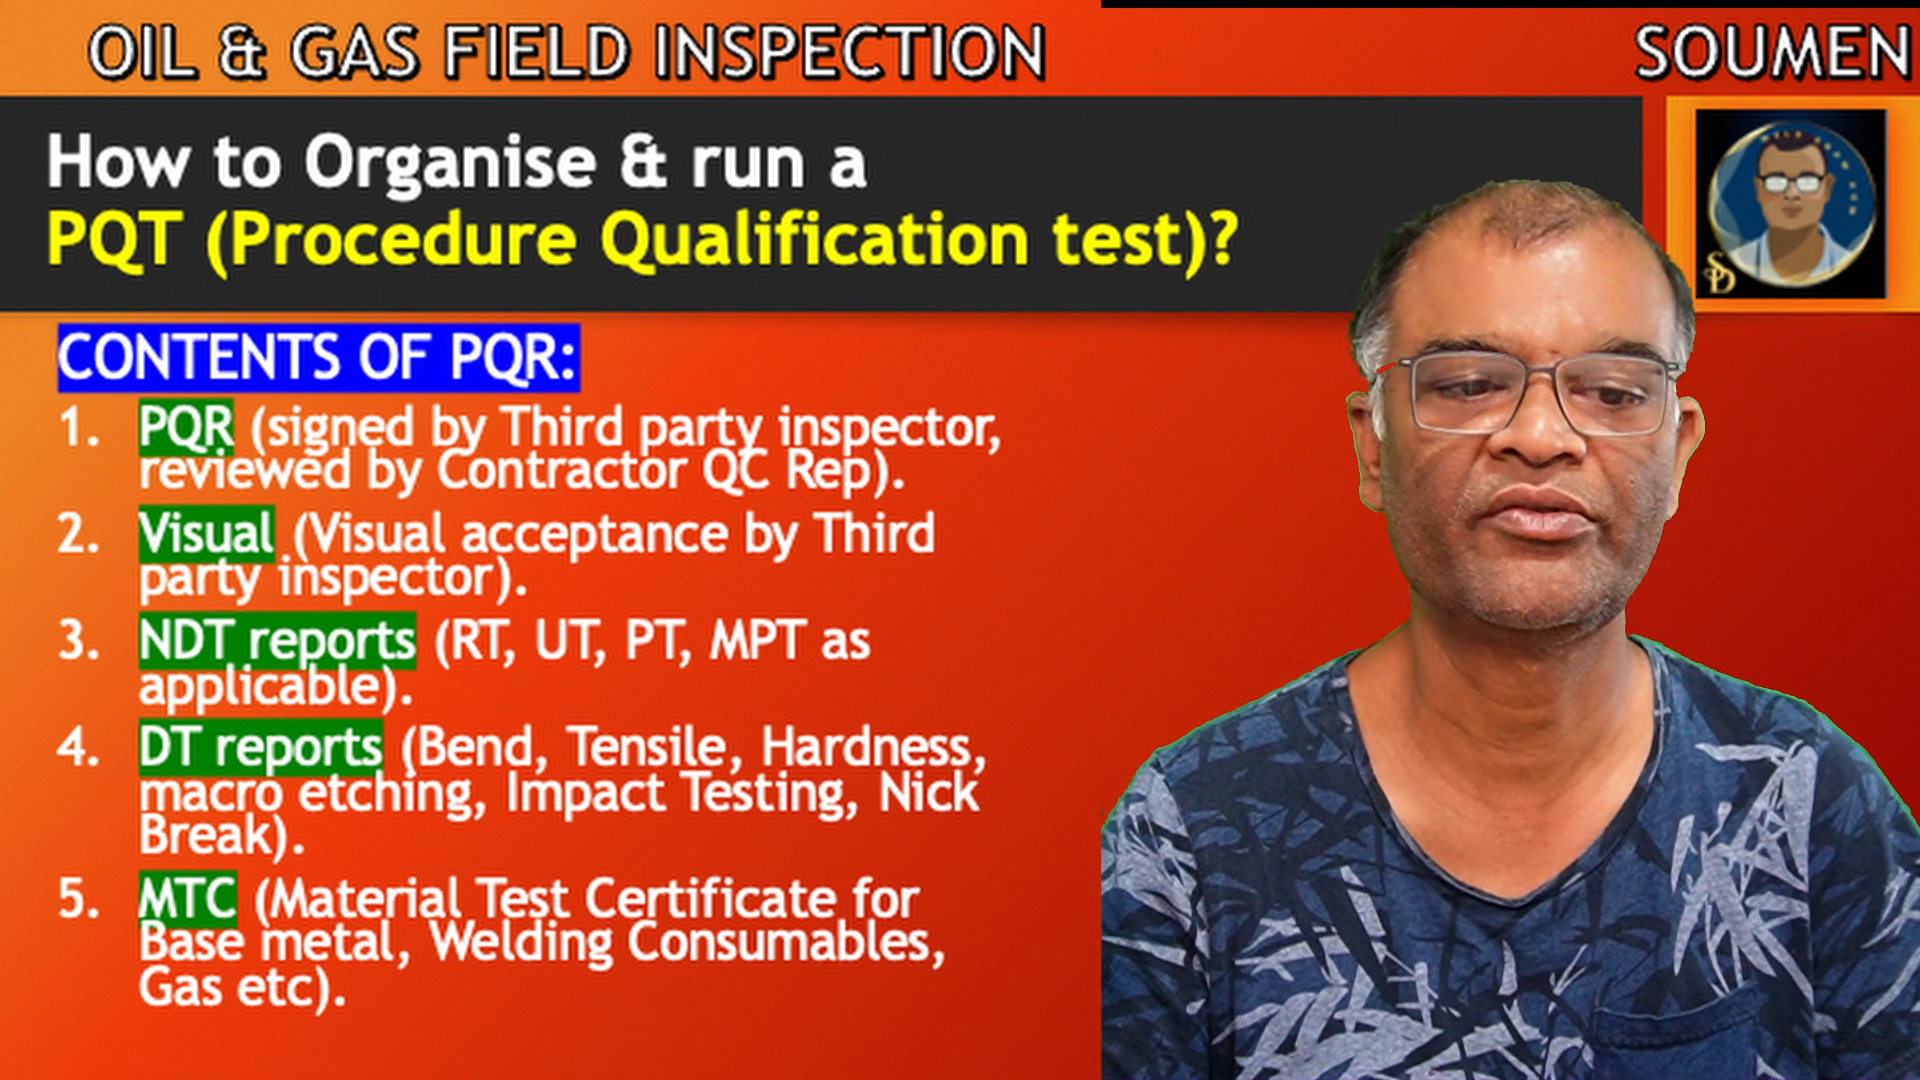 OIL & GAS FIELD INSPECTION
SOUMEN
How to Organise & run a
PQT (Procedure Qualification test)?
CONTENTS OF PQR:
1. PQR (signed by Third party inspector,
reviewed by Contractor QC Rep).
2. Visual (Visual acceptance by Third
party inspector).
3. NDT reports (RT, UT, PT, MPT as
applicable).
4. DT reports (Bend, Tensile, Hardness,
macro etching, Impact Testing, Nick
Break).
5. MTC (Material Test Certificate for
Base metal, Welding Consumables,
Gas etc).